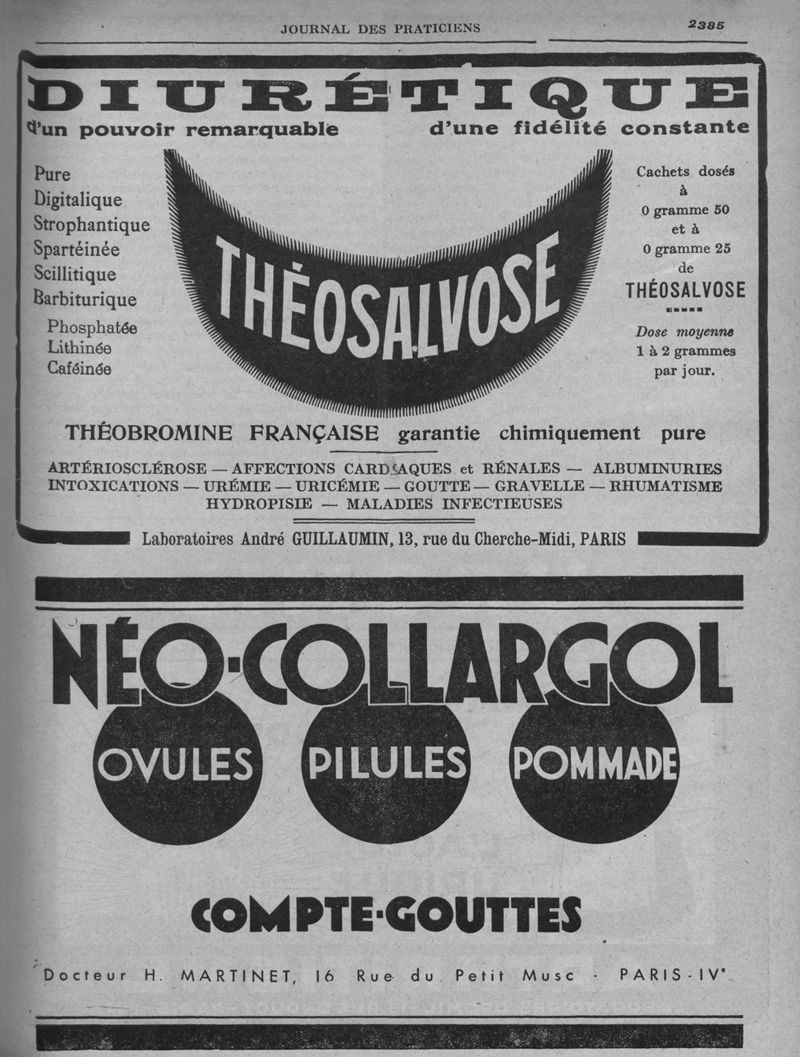 JOURNAL DES PRATICIENS
2385
DIURÉTIQUE
d'un pouvoir remarquable
d'une fidélité constante
Pure
Digitalique
Strophantique
Spartéinée
Scillitique
Barbiturique
Phosphatée
Lithinée
Caféinée
THÉOSALVOSE
Cachets dosés
à
0 gramme 50
et à
0 gramme 25
de
THÉOSALVOSE
Dose moyenne
1 à 2 grammes
par jour.
THÉOBROMINE FRANÇAISE garantie chimiquement pure
ARTÉRIOSCLÉROSE — AFFECTIONS CARDIAQUES et RÉNALES — ALBUMINURIES
INTOXICATIONS — URÉMIE — URICÉMIE — GOUTTE — GRAVELLE — RHUMATISME
HYDROPISIE — MALADIES INFECTIEUSES
Laboratoires André GUILLAUMIN, 13, rue du Cherche-Midi, PARIS
NÉO-COLLARGOL
OVULES PILULES POMMADE
COMPTE-GOUTTES
Docteur H. MARTINET, 16 Rue du Petit Musc - PARIS-IVe